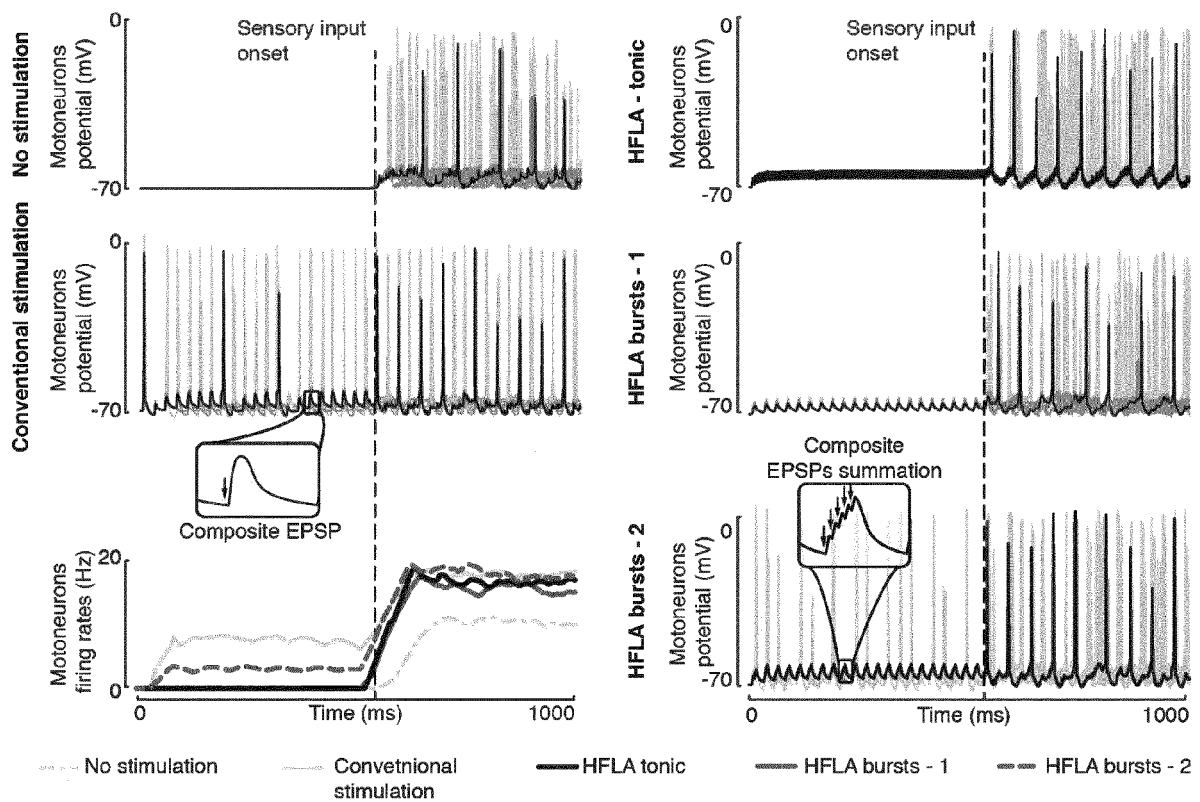 No stimulation
Motoneurons
potential (mV)
0
-70
Sensory input
onset
Conventional stimulation
Motoneurons
potential (mV)
0
-70
Composite EPSP
Motoneurons
firing rates (Hz)
20
0
0
Time (ms)
1000
HFLA - tonic
Motoneurons
potential (mV)
0
-70
Sensory input
onset
HFLA bursts - 1
Motoneurons
potential (mV)
0
-70
Composite
EPSPs summation
HFLA bursts - 2
Motoneurons
potential (mV)
0
-70
0
Time (ms)
1000
No stimulation
Convetnional
stimulation
HFLA tonic
HFLA bursts - 1
HFLA bursts - 2